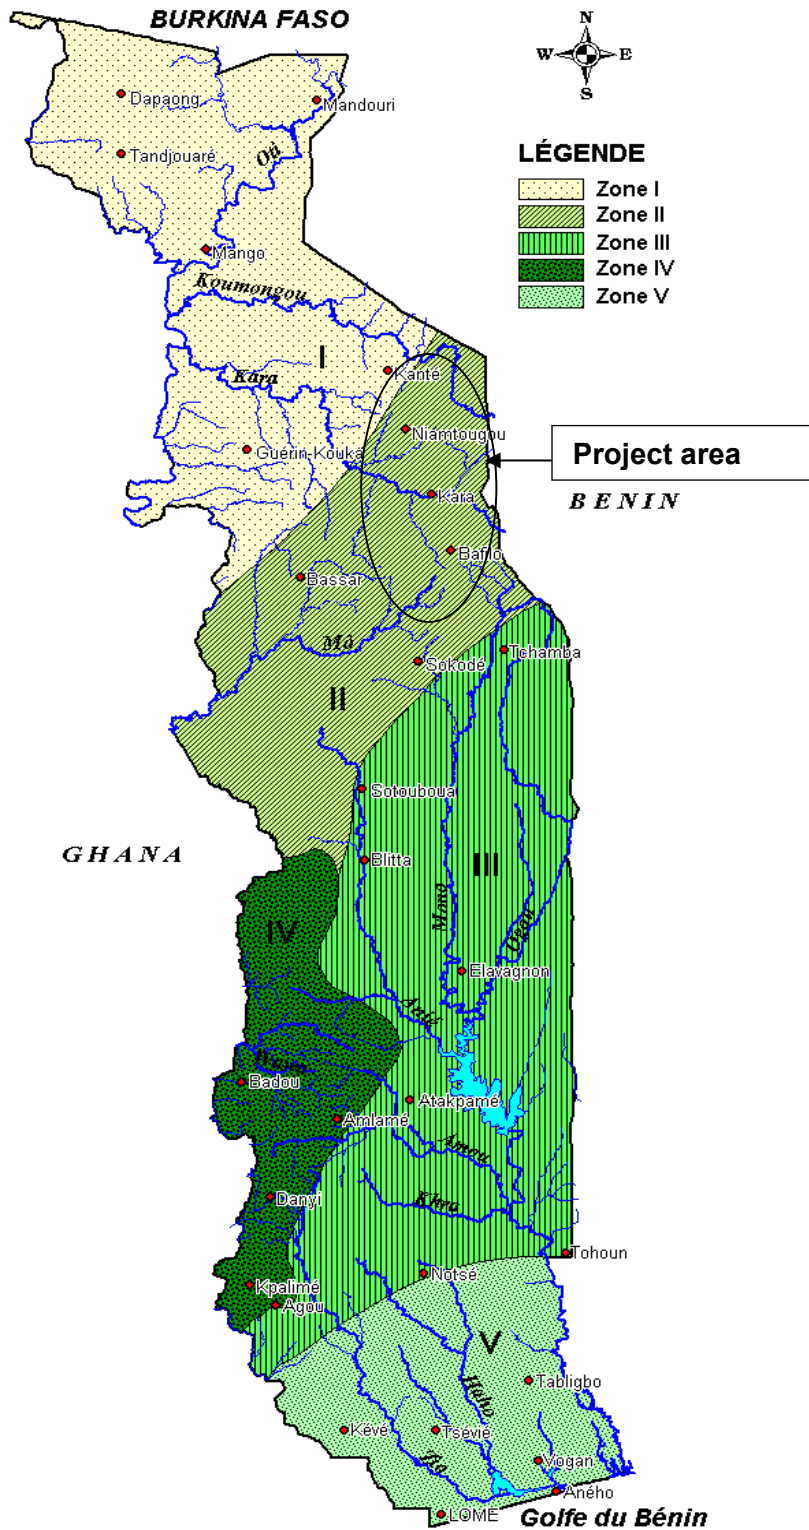 BURKINA FASO
N
W E
S
Dapaong
Mandouri
Tandjouaré
Oti
LÉGENDE
Zone I
Zone II
Zone III
Zone IV
Zone V
Mango
Koumongou
I
Kara
Kanté
Niamtougou
Guérin-Kouka
Project area
Kara
BENIN
Bafilo
Bassar
Mô
Sokodé
Tchamba
II
Sotouboua
GHANA
Blitta
III
Mono
Ogou
IV
Elavagnon
Anié
Wawa
Badou
Atakpamé
Amlamé
Amou
Danyi
Khra
Tohoun
Notsé
Kpalimé
Agou
V
Tabligbo
Haho
Kévé
Tsévié
Zio
Vogan
Aného
LOME
Golfe du Bénin